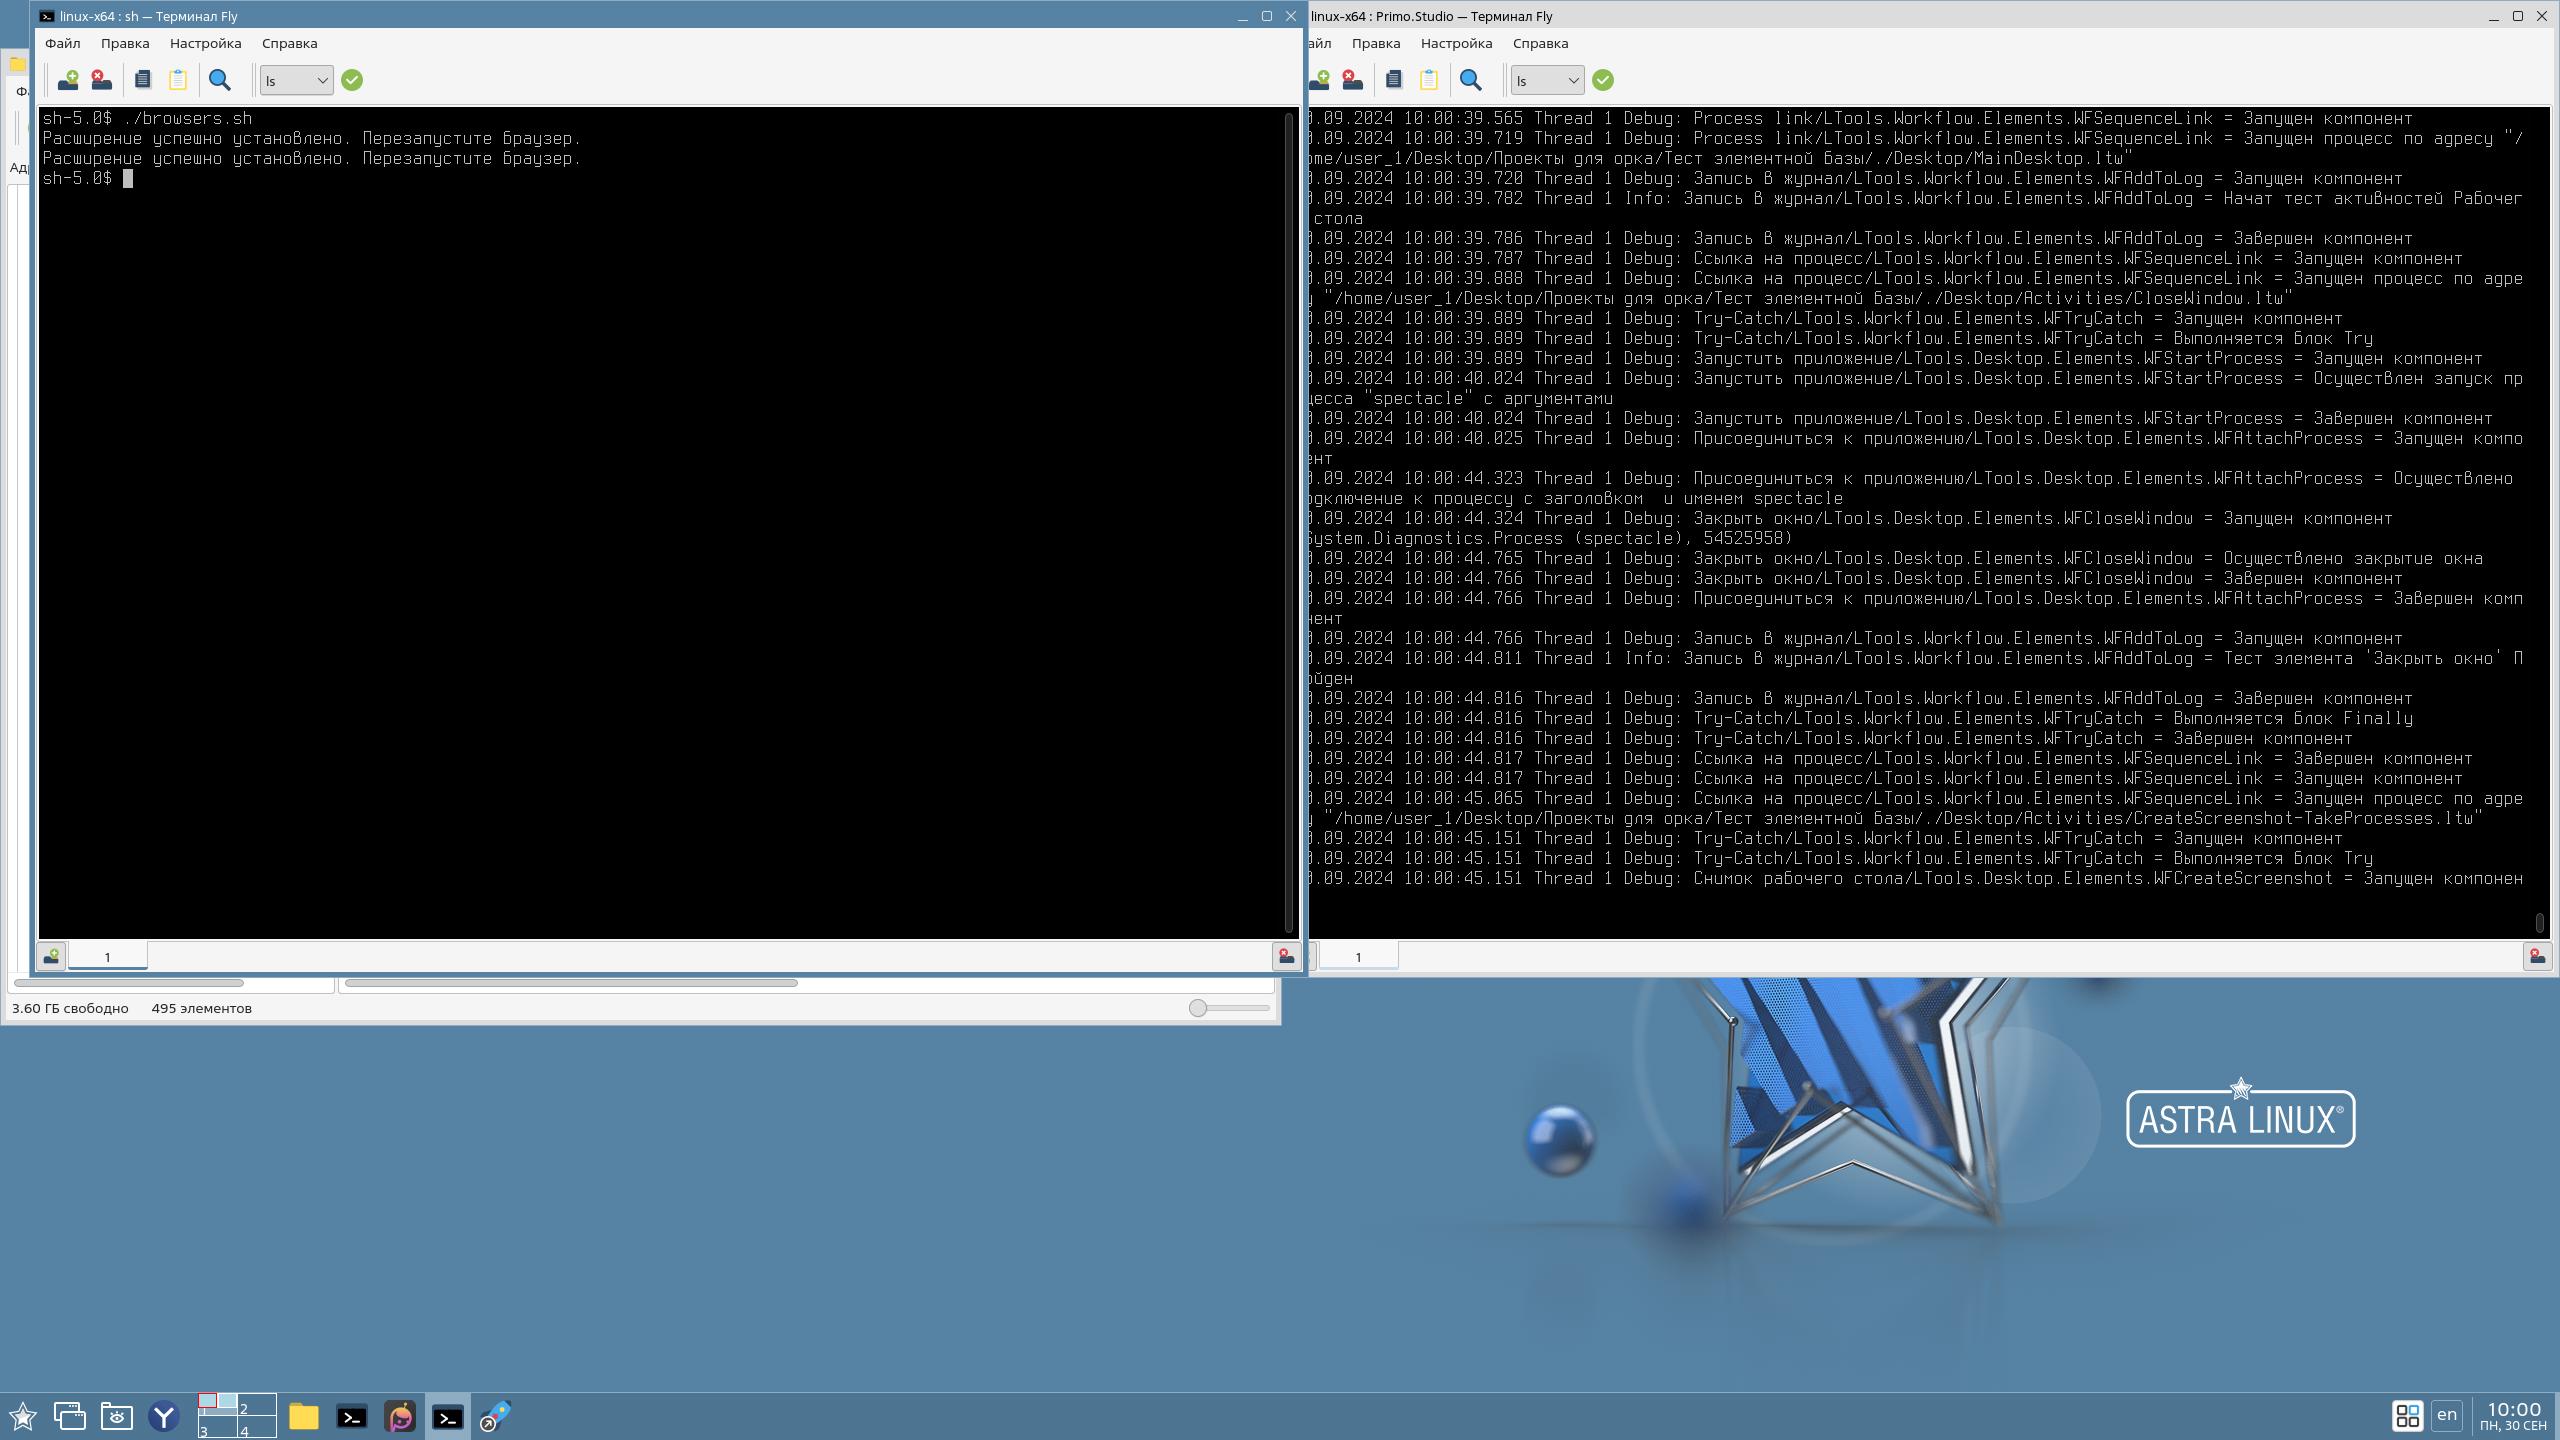 linux-x64 : sh — Терминал Fly
Файл Правка Настройка Справка
ls
sh-5.0$ ./browsers.sh
Расширение успешно установлено. Перезапустите браузер.
Расширение успешно установлено. Перезапустите браузер.
sh-5.0$
1
3.60 ГБ свободно 495 элементов
linux-x64 : Primo.Studio — Терминал Fly
айл Правка Настройка Справка
ls
0.09.2024 10:00:39.565 Thread 1 Debug: Process link/LTools.Workflow.Elements.WFSequenceLink = Запущен компонент
0.09.2024 10:00:39.719 Thread 1 Debug: Process link/LTools.Workflow.Elements.WFSequenceLink = Запущен процесс по адресу "/
ome/user_1/Desktop/Проекты для орка/Тест элементной базы/./Desktop/MainDesktop.ltw"
0.09.2024 10:00:39.720 Thread 1 Debug: Запись в журнал/LTools.Workflow.Elements.WFAddToLog = Запущен компонент
0.09.2024 10:00:39.782 Thread 1 Info: Запись в журнал/LTools.Workflow.Elements.WFAddToLog = Начат тест активностей Рабочег
стола
0.09.2024 10:00:39.786 Thread 1 Debug: Запись в журнал/LTools.Workflow.Elements.WFAddToLog = Завершен компонент
0.09.2024 10:00:39.787 Thread 1 Debug: Ссылка на процесс/LTools.Workflow.Elements.WFSequenceLink = Запущен компонент
0.09.2024 10:00:39.888 Thread 1 Debug: Ссылка на процесс/LTools.Workflow.Elements.WFSequenceLink = Запущен процесс по адре
у "/home/user_1/Desktop/Проекты для орка/Тест элементной базы/./Desktop/Activities/CloseWindow.ltw"
0.09.2024 10:00:39.889 Thread 1 Debug: Try-Catch/LTools.Workflow.Elements.WFTryCatch = Запущен компонент
0.09.2024 10:00:39.889 Thread 1 Debug: Try-Catch/LTools.Workflow.Elements.WFTryCatch = Выполняется блок Try
0.09.2024 10:00:39.889 Thread 1 Debug: Запустить приложение/LTools.Desktop.Elements.WFStartProcess = Запущен компонент
0.09.2024 10:00:40.024 Thread 1 Debug: Запустить приложение/LTools.Desktop.Elements.WFStartProcess = Осуществлен запуск пр
цесса "spectacle" с аргументами
0.09.2024 10:00:40.024 Thread 1 Debug: Запустить приложение/LTools.Desktop.Elements.WFStartProcess = Завершен компонент
0.09.2024 10:00:40.025 Thread 1 Debug: Присоединиться к приложению/LTools.Desktop.Elements.WFAttachProcess = Запущен компо
ент
0.09.2024 10:00:44.323 Thread 1 Debug: Присоединиться к приложению/LTools.Desktop.Elements.WFAttachProcess = Осуществлено
одключение к процессу с заголовком  и именем spectacle
0.09.2024 10:00:44.324 Thread 1 Debug: Закрыть окно/LTools.Desktop.Elements.WFCloseWindow = Запущен компонент
System.Diagnostics.Process (spectacle), 54525958)
0.09.2024 10:00:44.765 Thread 1 Debug: Закрыть окно/LTools.Desktop.Elements.WFCloseWindow = Осуществлено закрытие окна
0.09.2024 10:00:44.766 Thread 1 Debug: Закрыть окно/LTools.Desktop.Elements.WFCloseWindow = Завершен компонент
0.09.2024 10:00:44.766 Thread 1 Debug: Присоединиться к приложению/LTools.Desktop.Elements.WFAttachProcess = Завершен комп
нент
0.09.2024 10:00:44.766 Thread 1 Debug: Запись в журнал/LTools.Workflow.Elements.WFAddToLog = Запущен компонент
0.09.2024 10:00:44.811 Thread 1 Info: Запись в журнал/LTools.Workflow.Elements.WFAddToLog = Тест элемента 'Закрыть окно' П
ойден
0.09.2024 10:00:44.816 Thread 1 Debug: Запись в журнал/LTools.Workflow.Elements.WFAddToLog = Завершен компонент
0.09.2024 10:00:44.816 Thread 1 Debug: Try-Catch/LTools.Workflow.Elements.WFTryCatch = Выполняется блок Finally
0.09.2024 10:00:44.816 Thread 1 Debug: Try-Catch/LTools.Workflow.Elements.WFTryCatch = Завершен компонент
0.09.2024 10:00:44.817 Thread 1 Debug: Ссылка на процесс/LTools.Workflow.Elements.WFSequenceLink = Завершен компонент
0.09.2024 10:00:44.817 Thread 1 Debug: Ссылка на процесс/LTools.Workflow.Elements.WFSequenceLink = Запущен компонент
0.09.2024 10:00:45.065 Thread 1 Debug: Ссылка на процесс/LTools.Workflow.Elements.WFSequenceLink = Запущен процесс по адре
у "/home/user_1/Desktop/Проекты для орка/Тест элементной базы/./Desktop/Activities/CreateScreenshot-TakeProcesses.ltw"
0.09.2024 10:00:45.151 Thread 1 Debug: Try-Catch/LTools.Workflow.Elements.WFTryCatch = Запущен компонент
0.09.2024 10:00:45.151 Thread 1 Debug: Try-Catch/LTools.Workflow.Elements.WFTryCatch = Выполняется блок Try
0.09.2024 10:00:45.151 Thread 1 Debug: Снимок рабочего стола/LTools.Desktop.Elements.WFCreateScreenshot = Запущен компонен
1
ASTRA LINUX®
2
3 4
en
10:00
ПН, 30 СЕН